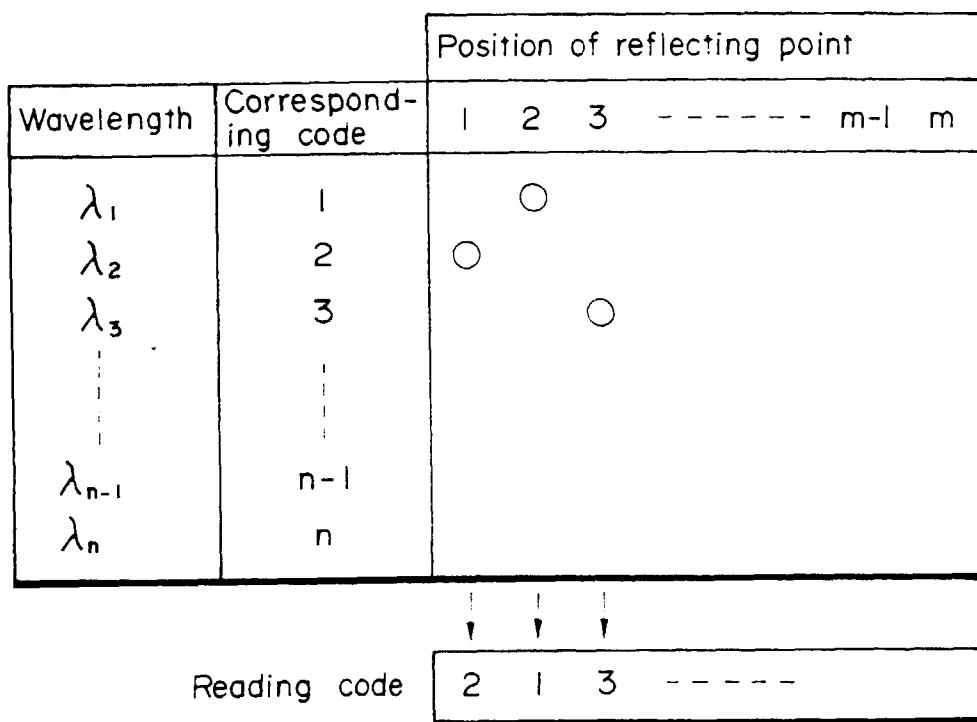 Position of reflecting point
Wavelength Correspond-
ing code 1 2 3 ------ m-1 m
λ1 1
λ2 2
λ3 3
λn-1 n-1
λn n
Reading code 2 1 3 -----